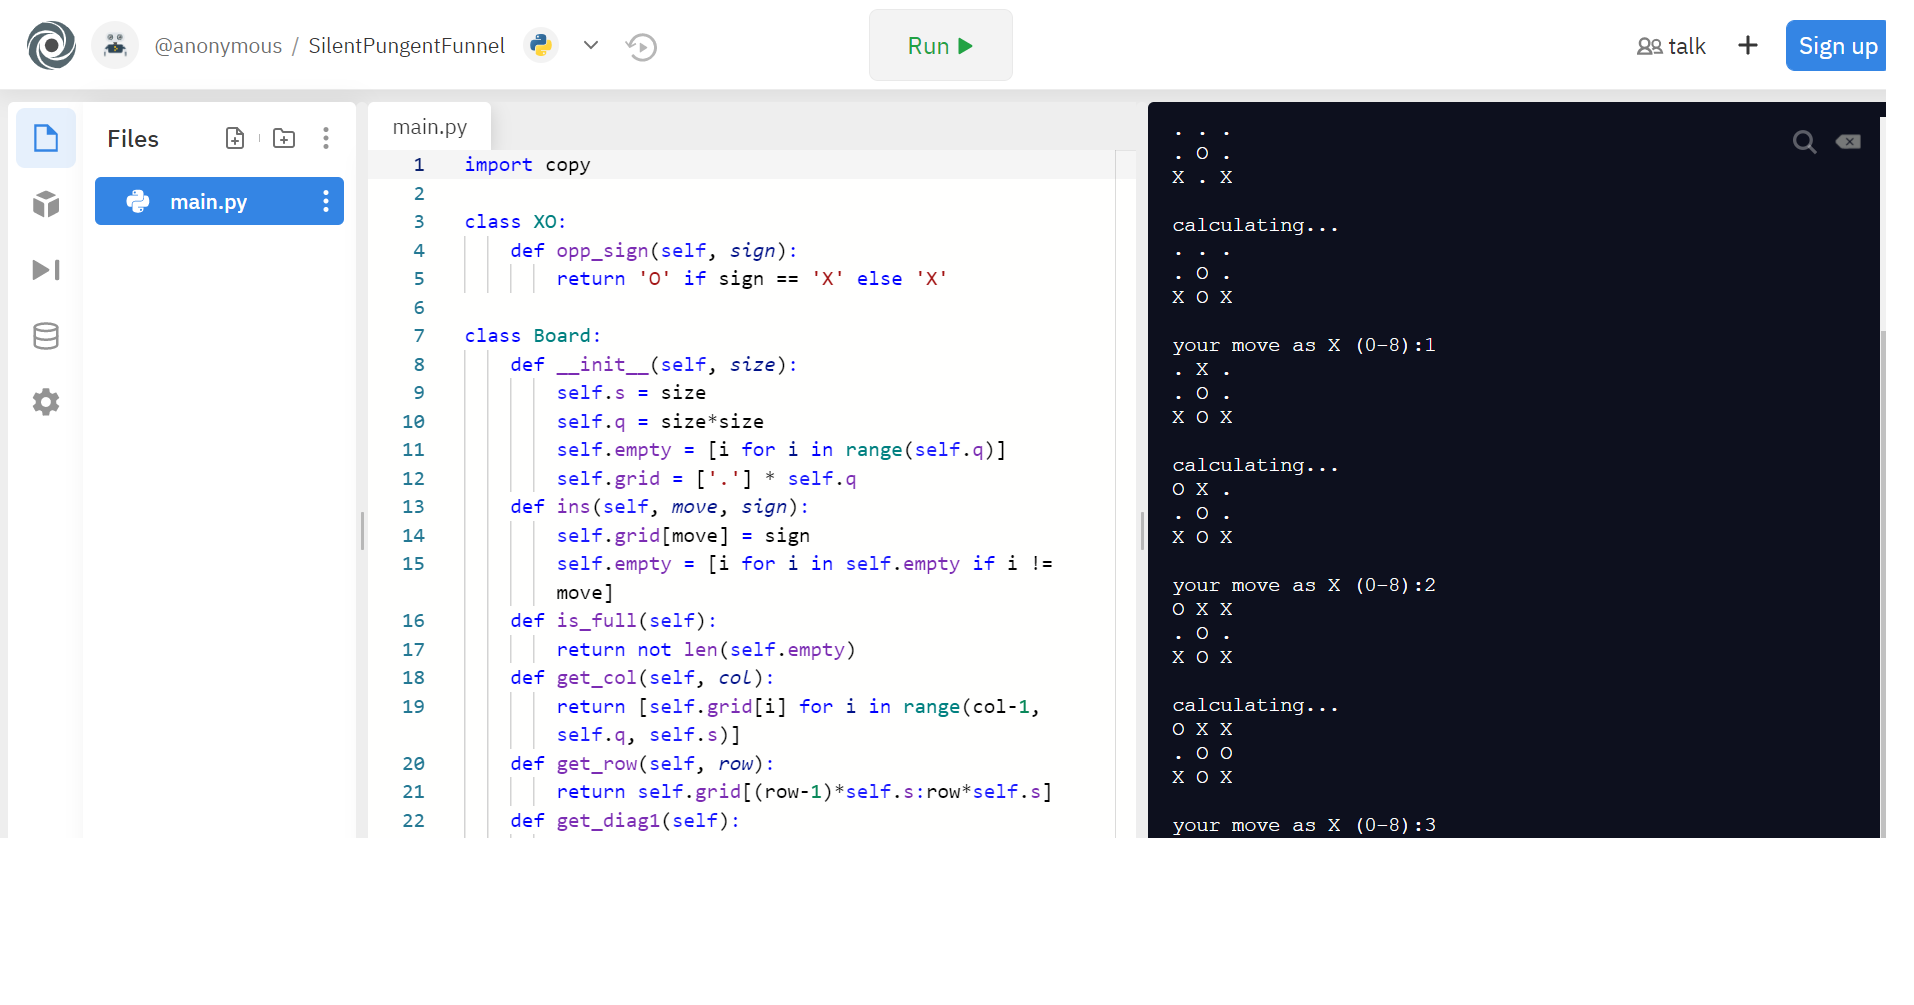 @anonymous / SilentPungentFunnel
Run
talk
+
Sign up
Files
main.py
main.py
1 import copy
2
3 class XO:
4 def opp_sign(self, sign):
5 return 'O' if sign == 'X' else 'X'
6
7 class Board:
8 def __init__(self, size):
9 self.s = size
10 self.q = size*size
11 self.empty = [i for i in range(self.q)]
12 self.grid = ['.'] * self.q
13 def ins(self, move, sign):
14 self.grid[move] = sign
15 self.empty = [i for i in self.empty if i !=
move]
16 def is_full(self):
17 return not len(self.empty)
18 def get_col(self, col):
19 return [self.grid[i] for i in range(col-1,
self.q, self.s)]
20 def get_row(self, row):
21 return self.grid[(row-1)*self.s:row*self.s]
22 def get_diag1(self):
. . .
. O .
X . X
calculating...
. . .
. O .
X O X
your move as X (0-8):1
. X .
. O .
X O X
calculating...
O X .
. O .
X O X
your move as X (0-8):2
O X X
. O .
X O X
calculating...
O X X
. O O
X O X
your move as X (0-8):3